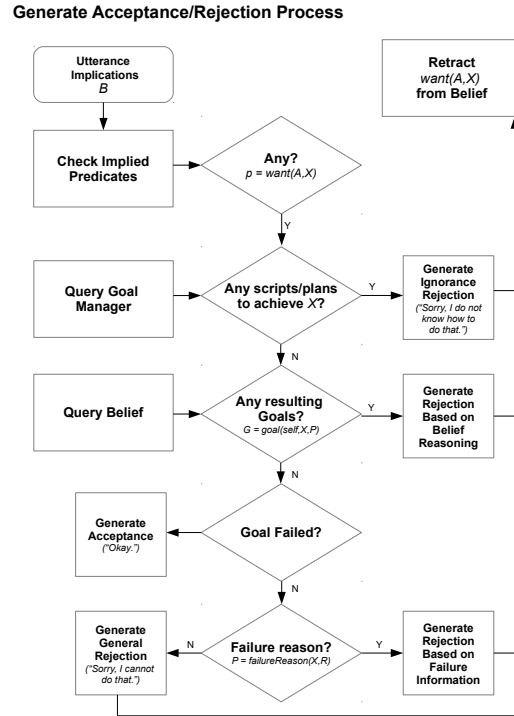 Generate Acceptance/Rejection Process
Utterance
Implications
B
Retract
want(A,X)
from Belief
Check Implied
Predicates
Any?
p = want(A,X)
Y
Query Goal
Manager
Any scripts/plans
to achieve X?
Y
Generate
Ignorance
Rejection
("Sorry, I do not
know how to
do that.")
N
Query Belief
Any resulting
Goals?
G = goal(self,X,P)
Y
Generate
Rejection
Based on
Belief
Reasoning
N
Generate
Acceptance
("Okay.")
Goal Failed?
N
Generate
General
Rejection
("Sorry, I cannot
do that.")
N
Failure reason?
P = failureReason(X,R)
Y
Generate
Rejection
Based on
Failure
Information